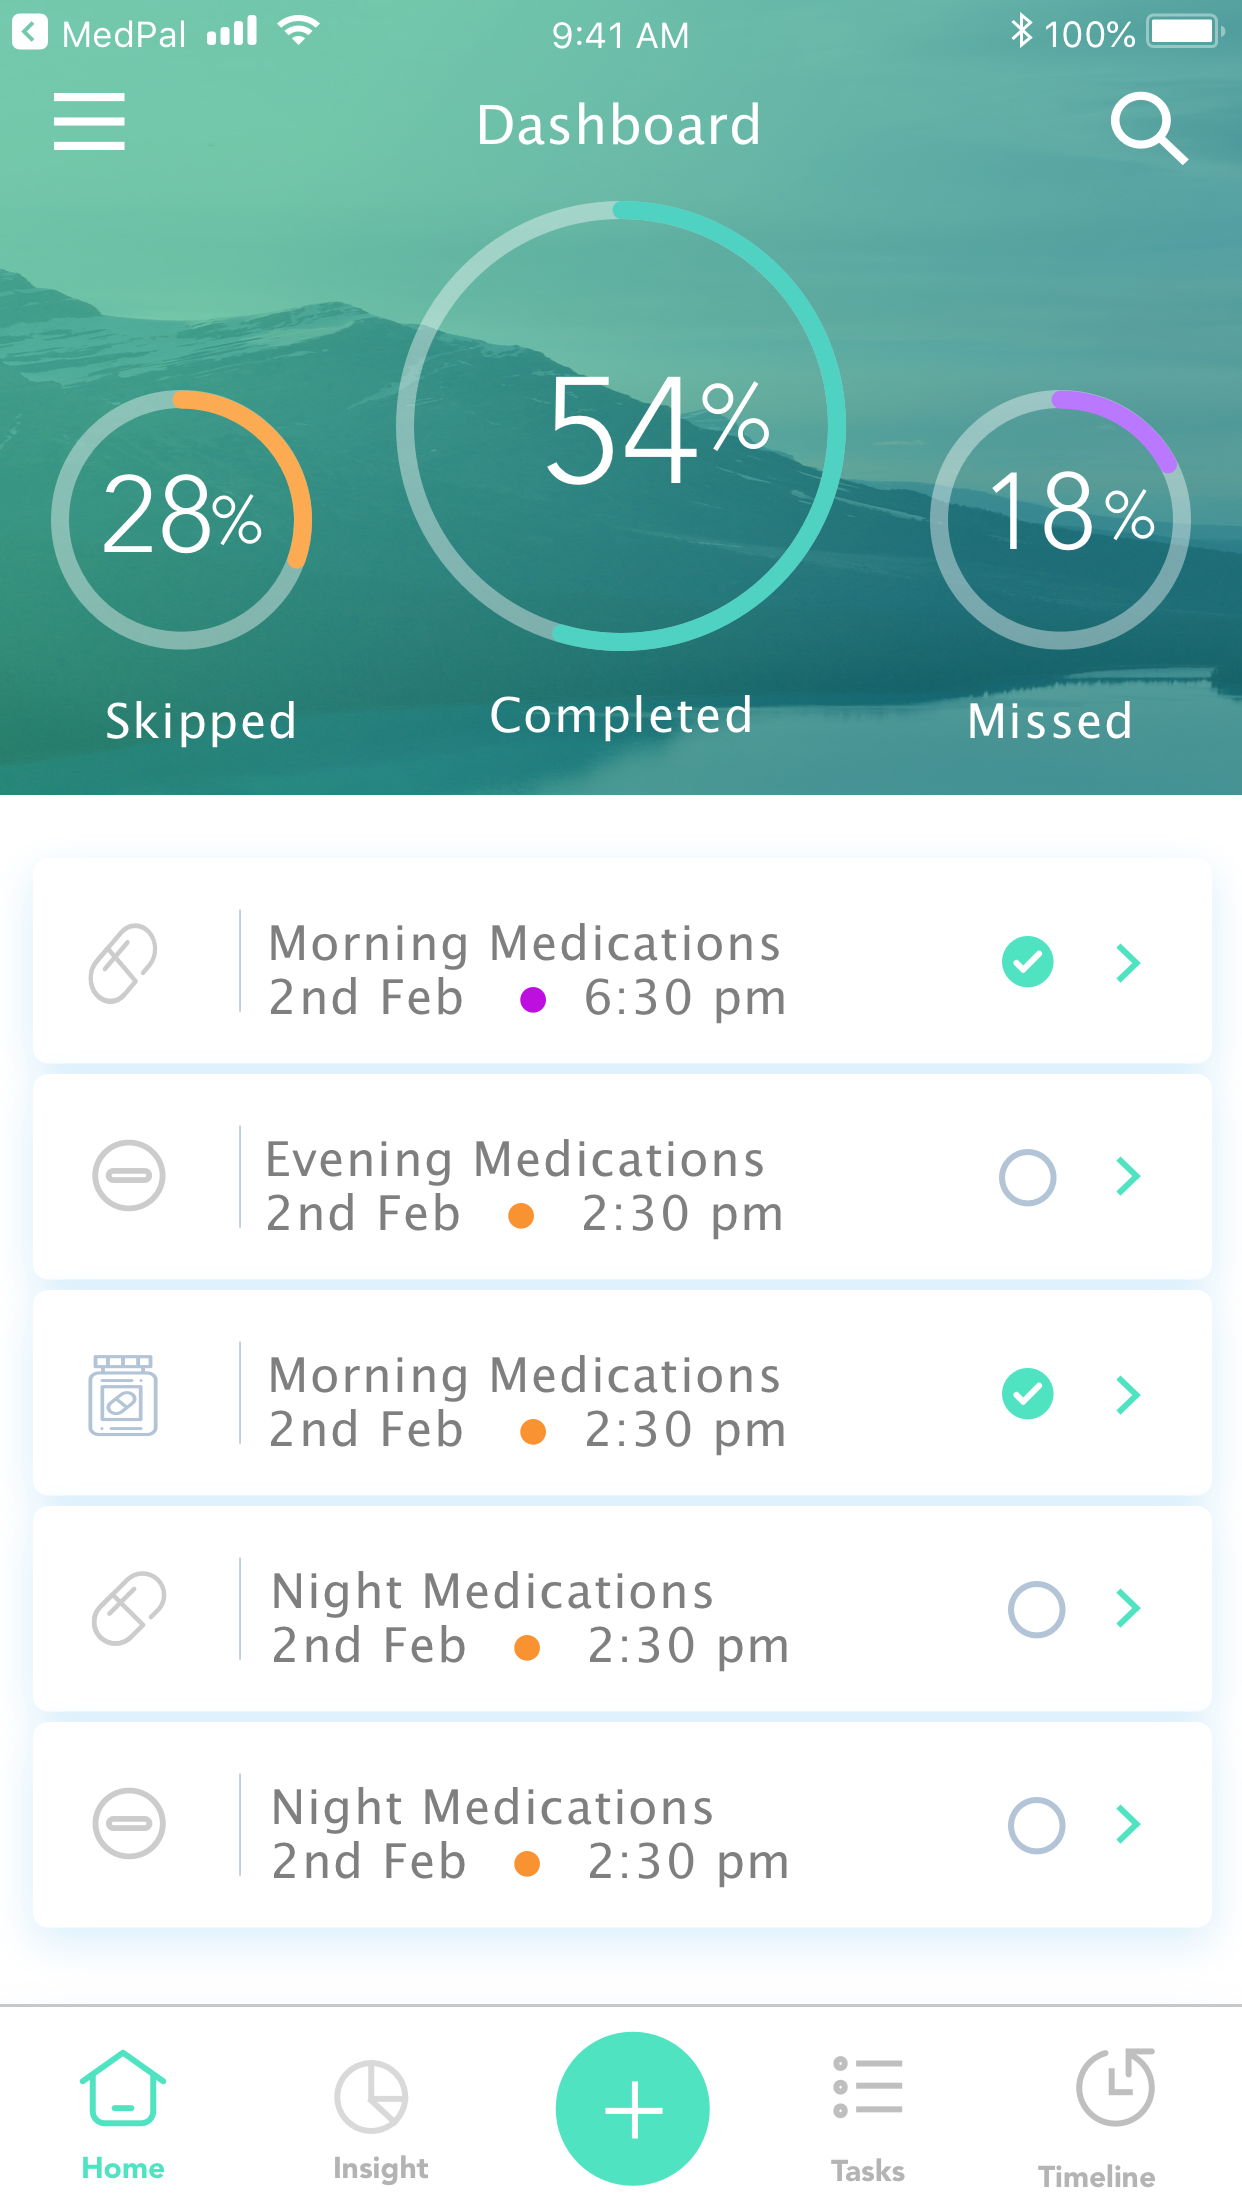 MedPal 9:41 AM 100%
Dashboard
54%
28%
18%
Skipped
Completed
Missed
Morning Medications
2nd Feb 6:30 pm
Evening Medications
2nd Feb 2:30 pm
Morning Medications
2nd Feb 2:30 pm
Night Medications
2nd Feb 2:30 pm
Night Medications
2nd Feb 2:30 pm
Home
Insight
Tasks
Timeline